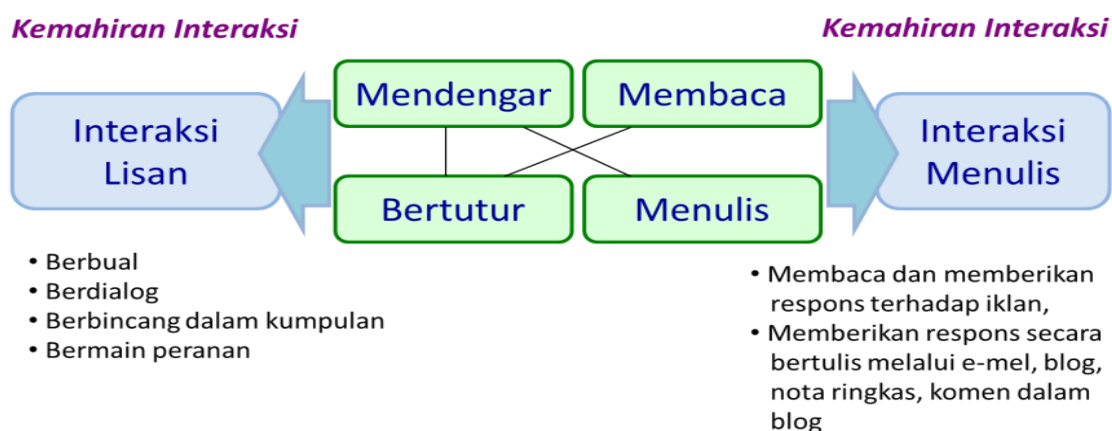 Kemahiran Interaksi
Kemahiran Interaksi
Mendengar
Membaca
Interaksi
Lisan
Interaksi
Menulis
Bertutur
Menulis
• Berbual
• Berdialog
• Berbincang dalam kumpulan
• Bermain peranan
• Membaca dan memberikan
respons terhadap iklan,
• Memberikan respons secara
bertulis melalui e-mel, blog,
nota ringkas, komen dalam
blog